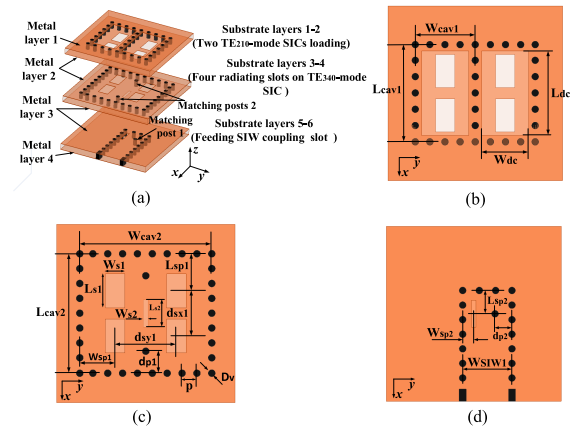 Metal
layer 1
Metal
layer 2
Metal
layer 3
Metal
layer 4
Substrate layers 1-2
(Two TE210-mode SICs loading)
Substrate layers 3-4
(Four radiating slots on TE340-mode
SIC )
Matching posts 2
Matching
post 1
Substrate layers 5-6
(Feeding SIW coupling slot )
z
x
y
(a)
Wcav1
Lcav1
Ldc
Wdc
y
x
(b)
Wcav2
Ws1
Lsp1
Ls1
Lcav2
Ls2
Ws2
dsx1
dsy1
Wsp1
dp1
Dv
p
y
x
(c)
Lsp2
Wsp2
dp2
WSIW1
y
x
(d)